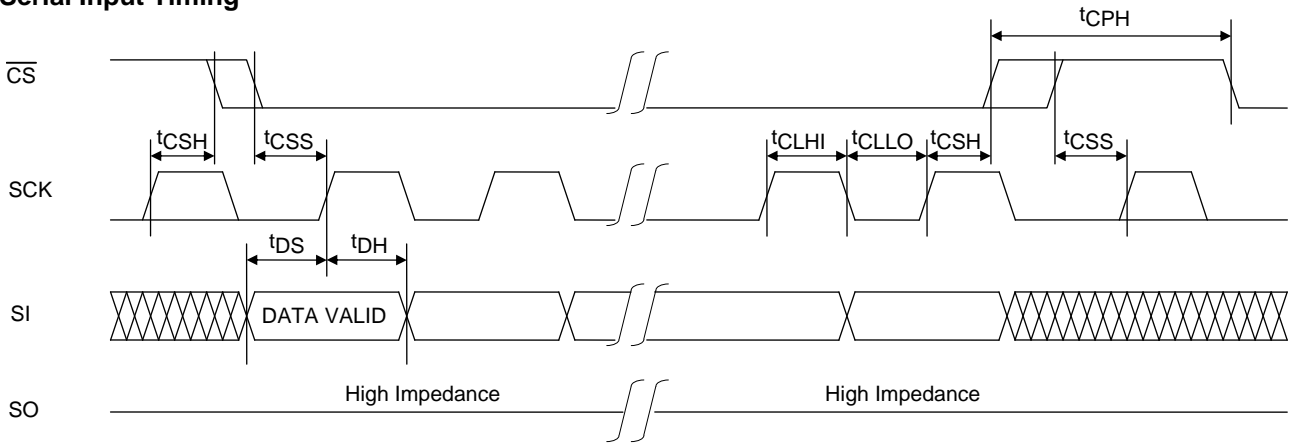 Serial Input Timing
tCPH
CS
tCSH
tCSS
tCLHI
tCLLO
tCSH
tCSS
SCK
tDS
tDH
SI
DATA VALID
High Impedance
High Impedance
SO